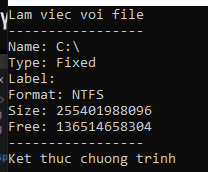 Lam viec voi file
-----------------
Name: C:\
Type: Fixed
Label:
Format: NTFS
Size: 255401988096
Free: 136514658304
-----------------
Ket thuc chuong trinh